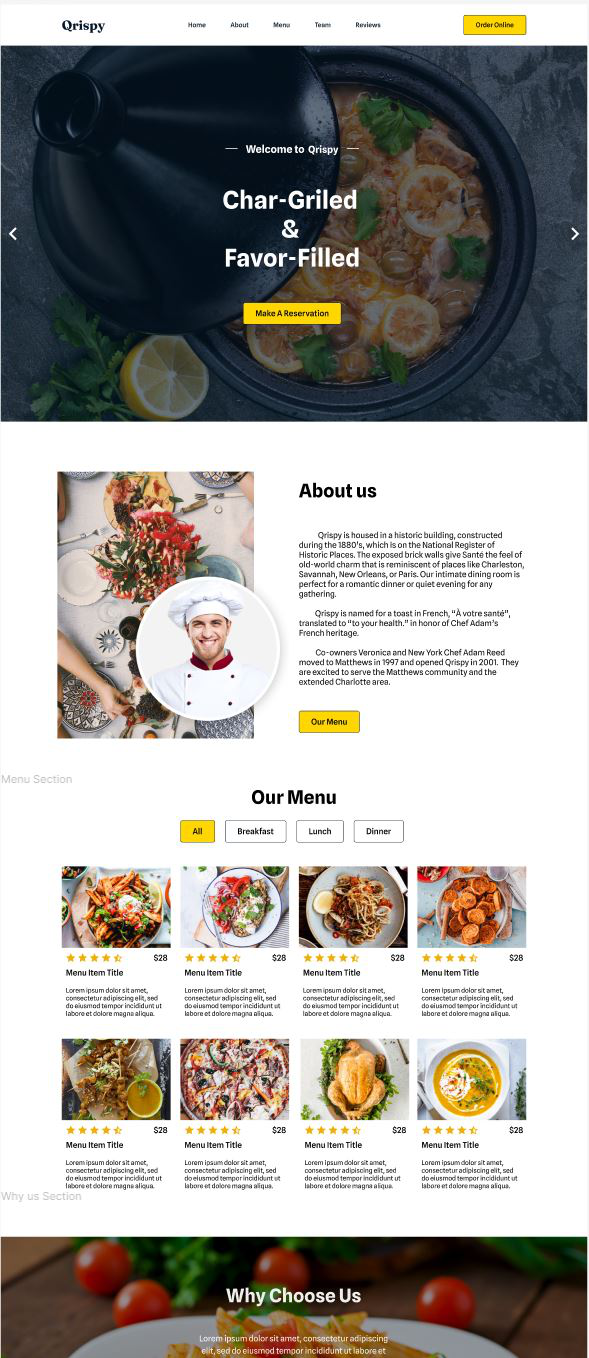 Qrispy
Home About Menu Team Reviews
Order Online
Welcome to Qrispy
Char-Griled
&
Favor-Filled
Make A Reservation
About us
Qrispy is housed in a historic building, constructed
during the 1880's, which is on the National Register of
Historic Places. The exposed brick walls give Santé the feel of
old-world charm that is reminiscent of places like Charleston,
Savannah, New Orleans, or Paris. Our intimate dining room is
perfect for a romantic dinner or quiet evening for any
gathering.
Qrispy is named for a toast in French, “À votre santé”,
translated to “to your health.” in honor of Chef Adam's
French heritage.
Co-owners Veronica and New York Chef Adam Reed
moved to Matthews in 1997 and opened Qrispy in 2001. They
are excited to serve the Matthews community and the
extended Charlotte area.
Our Menu
Menu Section
Our Menu
All Breakfast Lunch Dinner
$28
Menu Item Title
Lorem ipsum dolor sit amet,
consectetur adipiscing elit, sed
do eiusmod tempor incididunt ut
labore et dolore magna aliqua.
$28
Menu Item Title
Lorem ipsum dolor sit amet,
consectetur adipiscing elit, sed
do eiusmod tempor incididunt ut
labore et dolore magna aliqua.
$28
Menu Item Title
Lorem ipsum dolor sit amet,
consectetur adipiscing elit, sed
do eiusmod tempor incididunt ut
labore et dolore magna aliqua.
$28
Menu Item Title
Lorem ipsum dolor sit amet,
consectetur adipiscing elit, sed
do eiusmod tempor incididunt ut
labore et dolore magna aliqua.
$28
Menu Item Title
Lorem ipsum dolor sit amet,
consectetur adipiscing elit, sed
do eiusmod tempor incididunt ut
labore et dolore magna aliqua.
$28
Menu Item Title
Lorem ipsum dolor sit amet,
consectetur adipiscing elit, sed
do eiusmod tempor incididunt ut
labore et dolore magna aliqua.
$28
Menu Item Title
Lorem ipsum dolor sit amet,
consectetur adipiscing elit, sed
do eiusmod tempor incididunt ut
labore et dolore magna aliqua.
$28
Menu Item Title
Lorem ipsum dolor sit amet,
consectetur adipiscing elit, sed
do eiusmod tempor incididunt ut
labore et dolore magna aliqua.
Why us Section
Why Choose Us
Lorem ipsum dolor sit amet, consectetur adipiscing
elit, sed do eiusmod tempor incididunt ut labore et